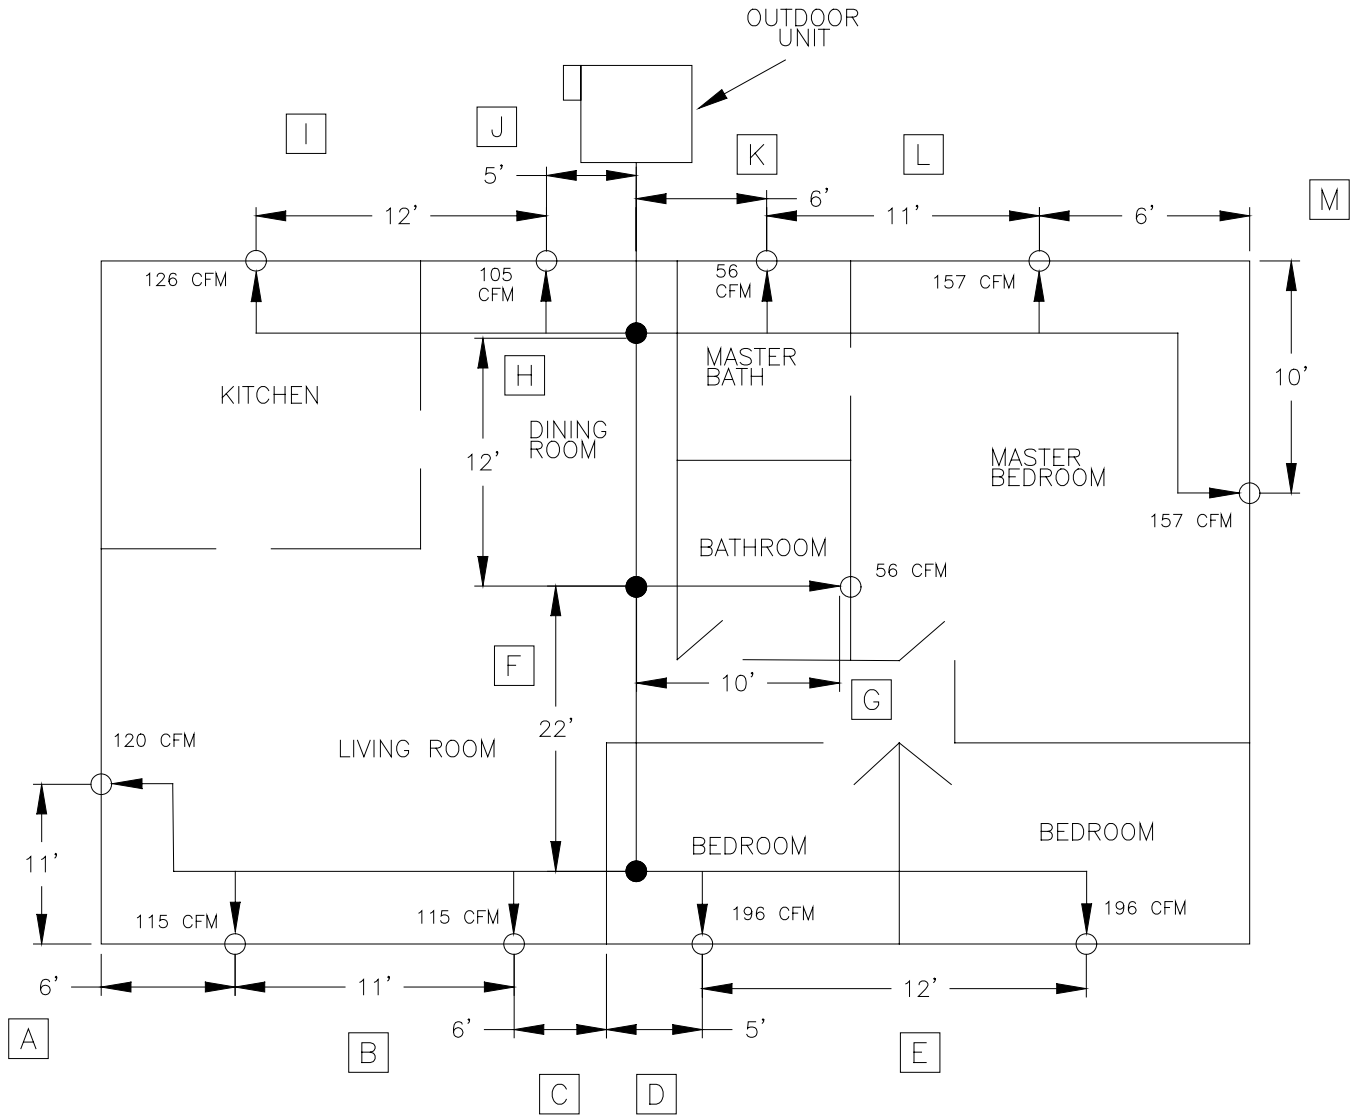 OUTDOOR
UNIT
I
J
K
L
M
5'
6'
12'
11'
6'
126 CFM
105
CFM
56
CFM
157 CFM
MASTER
BATH
H
10'
KITCHEN
DINING
ROOM
12'
MASTER
BEDROOM
157 CFM
BATHROOM
56 CFM
F
10'
G
22'
120 CFM
LIVING ROOM
BEDROOM
BEDROOM
11'
115 CFM
115 CFM
196 CFM
196 CFM
6'
11'
12'
6'
5'
A
B
E
C
D